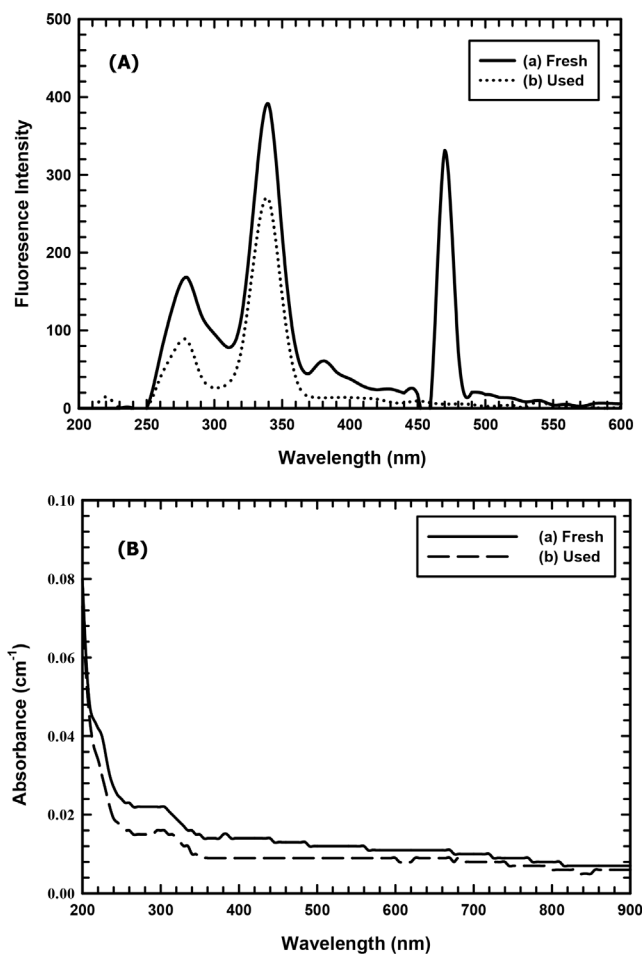 (A)
(a) Fresh
(b) Used
Fluoresence Intensity
500
400
300
200
100
0
200 250 300 350 400 450 500 550 600
Wavelength (nm)
(B)
(a) Fresh
(b) Used
Absorbance (cm⁻¹)
0.10
0.08
0.06
0.04
0.02
0.00
200 300 400 500 600 700 800 900
Wavelength (nm)